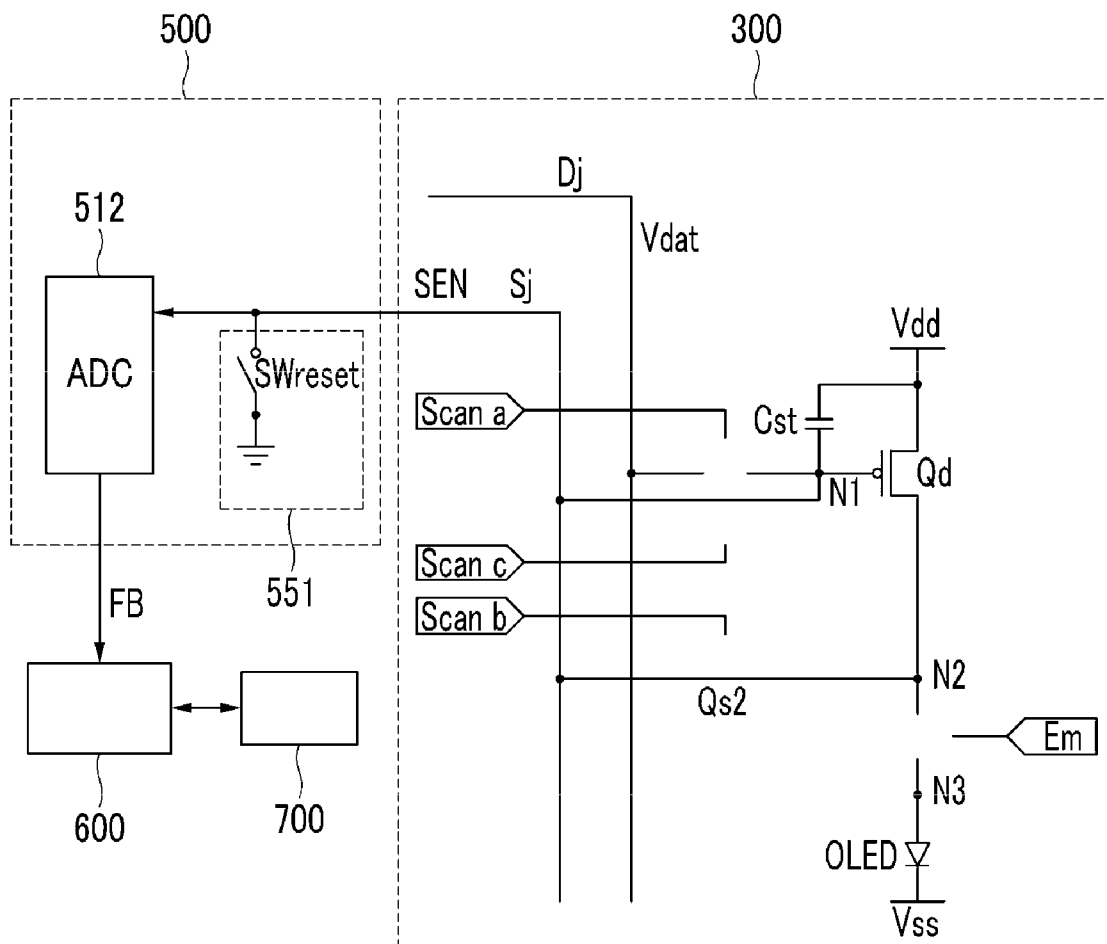 500
300
Dj
512
Vdat
SEN
Sj
Vdd
ADC
SWreset
Scan a
Cst
Qd
N1
Scan c
551
FB
Scan b
N2
Qs2
Em
600
700
N3
OLED
Vss